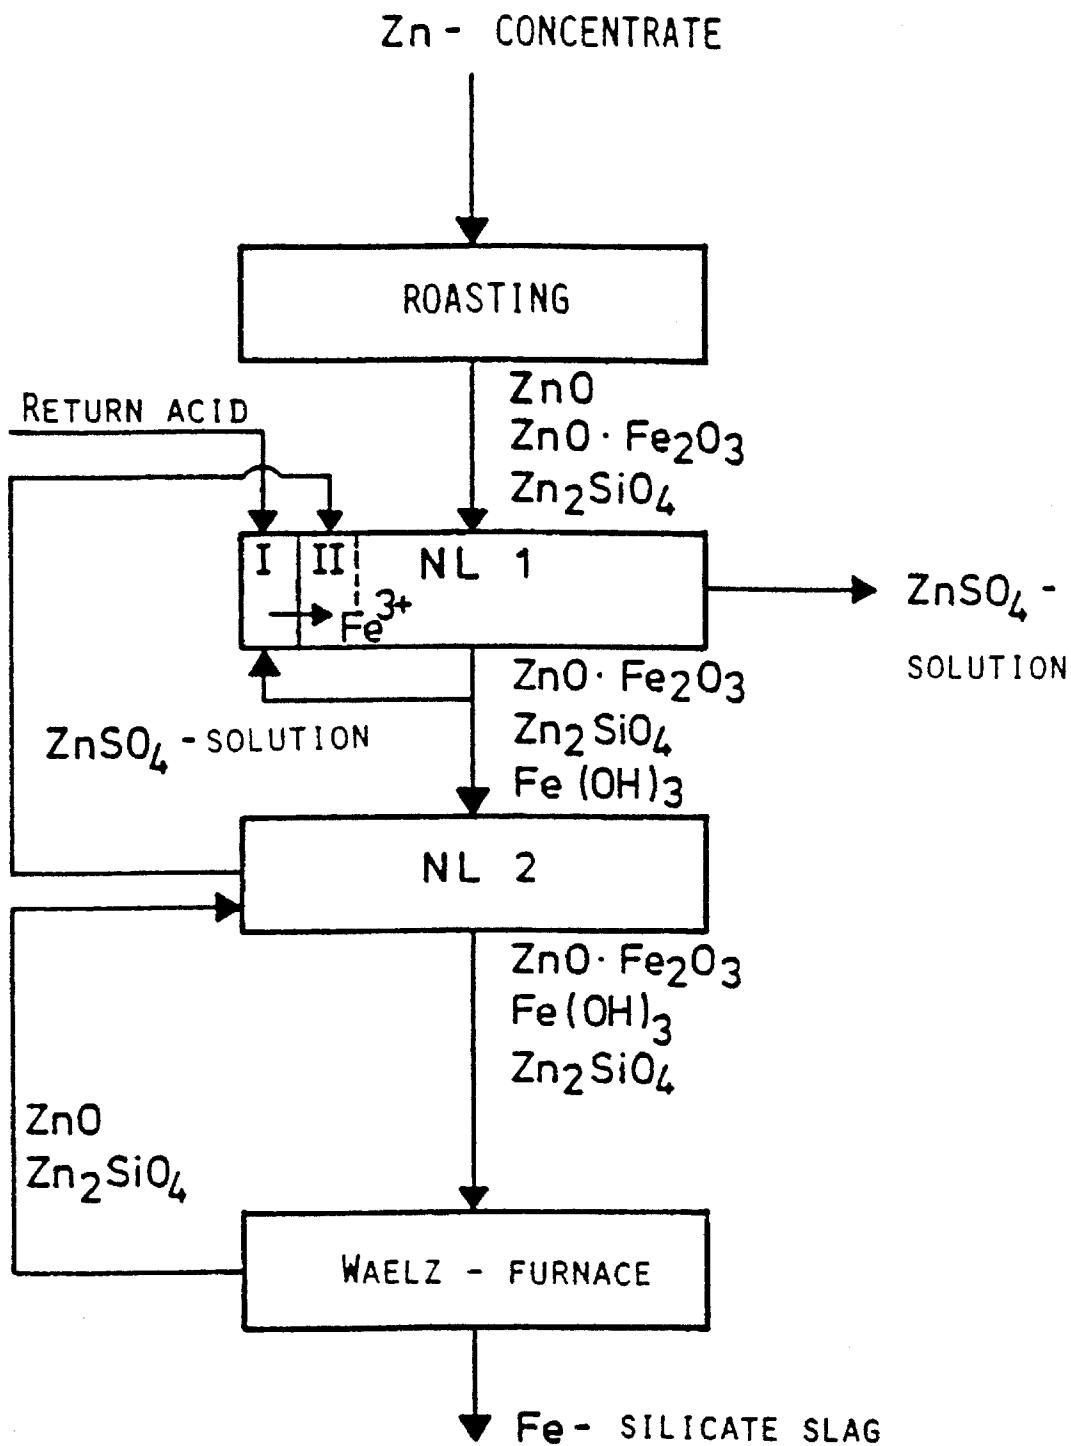 Zn - CONCENTRATE
ROASTING
ZnO
ZnO · Fe₂O₃
Zn₂SiO₄
RETURN ACID
I II NL 1
Fe³⁺
ZnSO₄ -
SOLUTION
ZnO · Fe₂O₃
Zn₂SiO₄
Fe (OH)₃
ZnSO₄ - SOLUTION
NL 2
ZnO · Fe₂O₃
Fe(OH)₃
Zn₂SiO₄
ZnO
Zn₂SiO₄
WAELZ - FURNACE
Fe - SILICATE SLAG